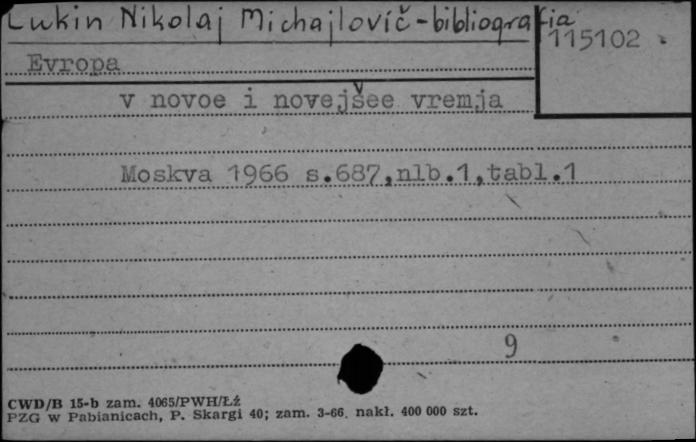 Lukin Nikolaj Michajlovíč-bibliografia
115102
Evropa
v novoe i novejšee vremja
Moskva 1966 s.687,nlb.1,tabl.1
9
CWD/B 15-b zam. 4065/PWH/Łź
PZG w Pabianicach, P. Skargi 40; zam. 3-66. nakł. 400 000 szt.